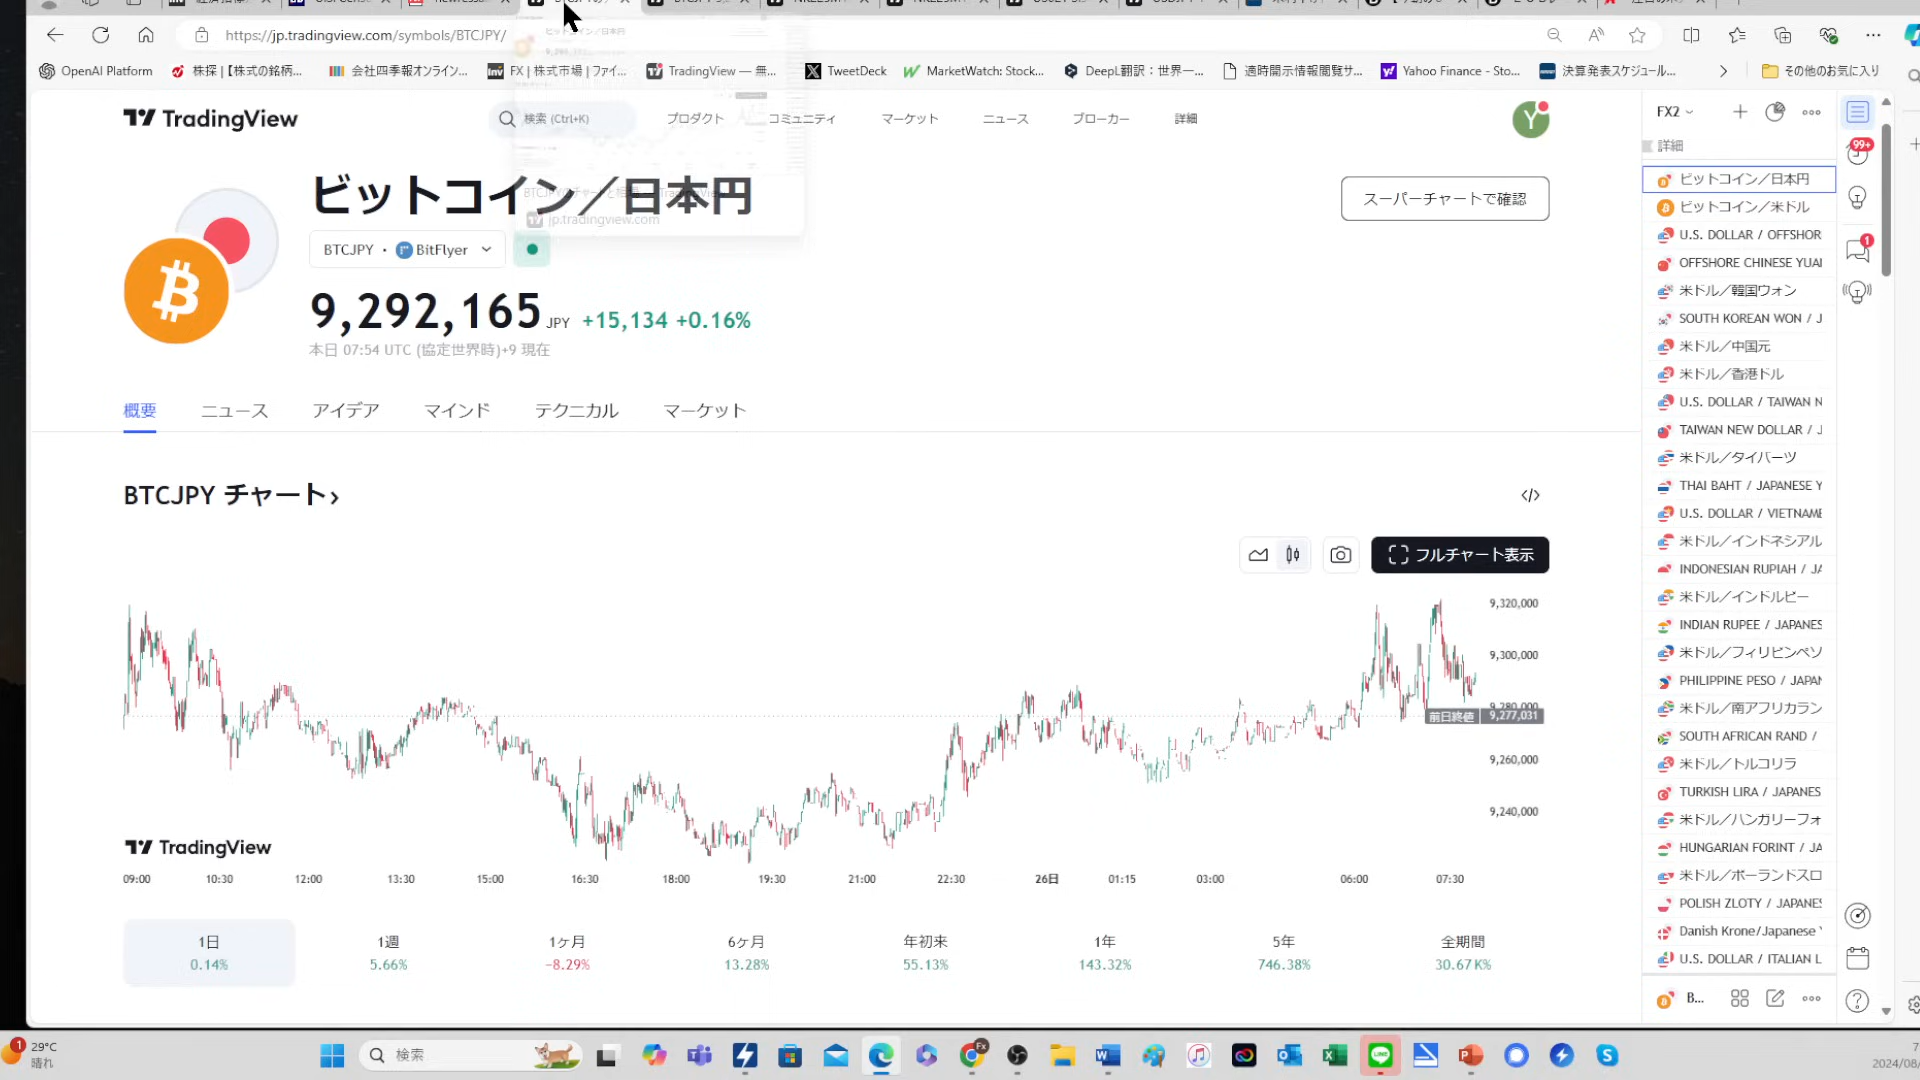 https://jp.tradingview.com/symbols/BTCJPY/
OpenAI Platform
株探 | 【株式の銘柄...
会社四季報オンライン...
FX | 株式市場 | ファイ...
TradingView — 無...
TweetDeck
MarketWatch: Stock...
DeepL翻訳：世界一...
適時開示情報閲覧サ...
Yahoo Finance - Sto...
決算発表スケジュール...
その他のお気に入り
TradingView
検索 (Ctrl+K)
プロダクト
コミュニティ
マーケット
ニュース
ブローカー
詳細
Y
ビットコイン／日本円
jp.tradingview.com
スーパーチャートで確認
BTCJPY • BitFlyer
9,292,165 JPY +15,134 +0.16%
本日 07:54 UTC (協定世界時)+9 現在
概要
ニュース
アイデア
マインド
テクニカル
マーケット
BTCJPY チャート›
フルチャート表示
9,320,000
9,300,000
9,280,000
前日終値 9,277,031
9,260,000
9,240,000
TradingView
09:00
10:30
12:00
13:30
15:00
16:30
18:00
19:30
21:00
22:30
26日
01:15
03:00
06:00
07:30
1日
0.14%
1週
5.66%
1ヶ月
−8.29%
6ヶ月
13.28%
年初来
55.13%
1年
143.32%
5年
746.38%
全期間
30.67K%
FX2
詳細
ビットコイン／日本円
ビットコイン／米ドル
U.S. DOLLAR / OFFSHOR
OFFSHORE CHINESE YUAI
米ドル／韓国ウォン
SOUTH KOREAN WON / J
米ドル／中国元
米ドル／香港ドル
U.S. DOLLAR / TAIWAN N
TAIWAN NEW DOLLAR / J
米ドル／タイバーツ
THAI BAHT / JAPANESE Y
U.S. DOLLAR / VIETNAME
米ドル／インドネシアル
INDONESIAN RUPIAH / JA
米ドル／インドルピー
INDIAN RUPEE / JAPANES
米ドル／フィリピンペソ
PHILIPPINE PESO / JAPAN
米ドル／南アフリカラン
SOUTH AFRICAN RAND /
米ドル／トルコリラ
TURKISH LIRA / JAPANES
米ドル／ハンガリーフォ
HUNGARIAN FORINT / JA
米ドル／ポーランドズロ
POLISH ZLOTY / JAPANES
Danish Krone/Japanese Y
U.S. DOLLAR / ITALIAN L
B...
99+
1
1
29°C
晴れ
検索
2024/08/